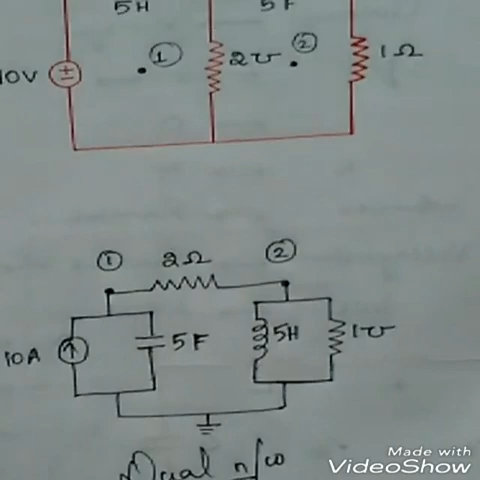 5H 5F
10V ① 2℧ ② 1Ω
① 2Ω ②
10A 5F 5H 1℧
Dual n/w
Made with
VideoShow